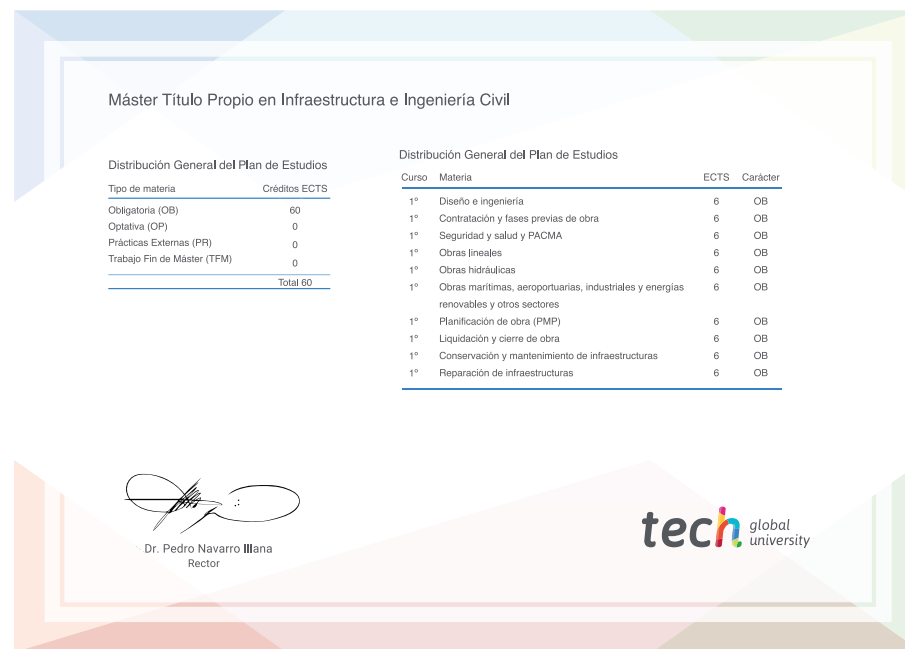 Máster Título Propio en Infraestructura e Ingeniería Civil
Distribución General del Plan de Estudios
Tipo de materia Créditos ECTS
Obligatoria (OB) 60
Optativa (OP) 0
Prácticas Externas (PR) 0
Trabajo Fin de Máster (TFM) 0
Total 60
Distribución General del Plan de Estudios
Curso Materia ECTS Carácter
1º Diseño e ingeniería 6 OB
1º Contratación y fases previas de obra 6 OB
1º Seguridad y salud y PACMA 6 OB
1º Obras lineales 6 OB
1º Obras hidráulicas 6 OB
1º Obras marítimas, aeroportuarias, industriales y energías 6 OB
renovables y otros sectores
1º Planificación de obra (PMP) 6 OB
1º Liquidación y cierre de obra 6 OB
1º Conservación y mantenimiento de infraestructuras 6 OB
1º Reparación de infraestructuras 6 OB
Dr. Pedro Navarro Illana
Rector
tech global
university